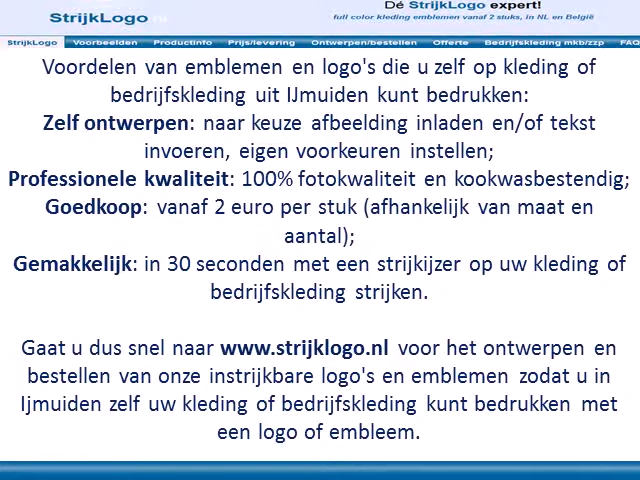 StrijkLogo
Dé StrijkLogo expert!
full color kleding emblemen vanaf 2 stuks, in NL en België
StrijkLogo Voorbeelden Productinfo Prijs/levering Ontwerpen/bestellen Offerte Bedrijfskleding mkb/zzp FAQ
Voordelen van emblemen en logo's die u zelf op kleding of
bedrijfskleding uit IJmuiden kunt bedrukken:
Zelf ontwerpen: naar keuze afbeelding inladen en/of tekst
invoeren, eigen voorkeuren instellen;
Professionele kwaliteit: 100% fotokwaliteit en kookwasbestendig;
Goedkoop: vanaf 2 euro per stuk (afhankelijk van maat en
aantal);
Gemakkelijk: in 30 seconden met een strijkijzer op uw kleding of
bedrijfskleding strijken.
Gaat u dus snel naar www.strijklogo.nl voor het ontwerpen en
bestellen van onze instrijkbare logo's en emblemen zodat u in
Ijmuiden zelf uw kleding of bedrijfskleding kunt bedrukken met
een logo of embleem.